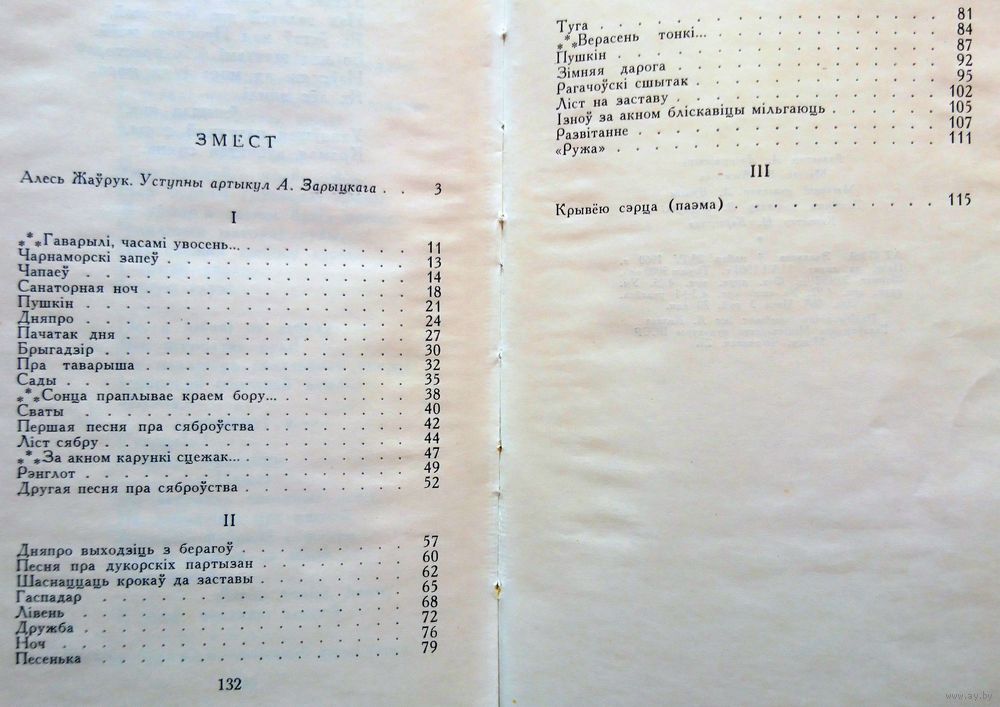 ЗМЕСТ
Алесь Жаўрук. Уступны артыкул А. Зарыцкага . . 3
I
***Гаварылі, часамі увосень... 11
Чарнаморскі запеў 13
Чапаеў 14
Санаторная ноч 18
Пушкін 21
Дняпро 24
Пачатак дня 27
Брыгадзір 30
Пра таварыша 32
Сады 35
***Сонца праплывае краем бору... 38
Сваты 40
Першая песня пра сяброўства 42
Ліст сябру 44
***За акном карункі сцежак... 47
Рэнглот 49
Другая песня пра сяброўства 52
II
Дняпро выходзіць з берагоў 57
Песня пра дукорскіх партызан 60
Шаснаццаць крокаў да заставы 62
Гаспадар 65
Лівень 68
Дружба 72
Ноч 76
Песенька 79
132
Туга 81
***Верасень тонкі... 84
Пушкін 87
Зімняя дарога 92
Рагачоўскі сшытак 95
Ліст на заставу 102
Ізноў за акном бліскавіцы мільгаюць 105
Развітанне 107
«Ружа» 111
III
Крывёю сэрца (паэма) 115
www.ay.by